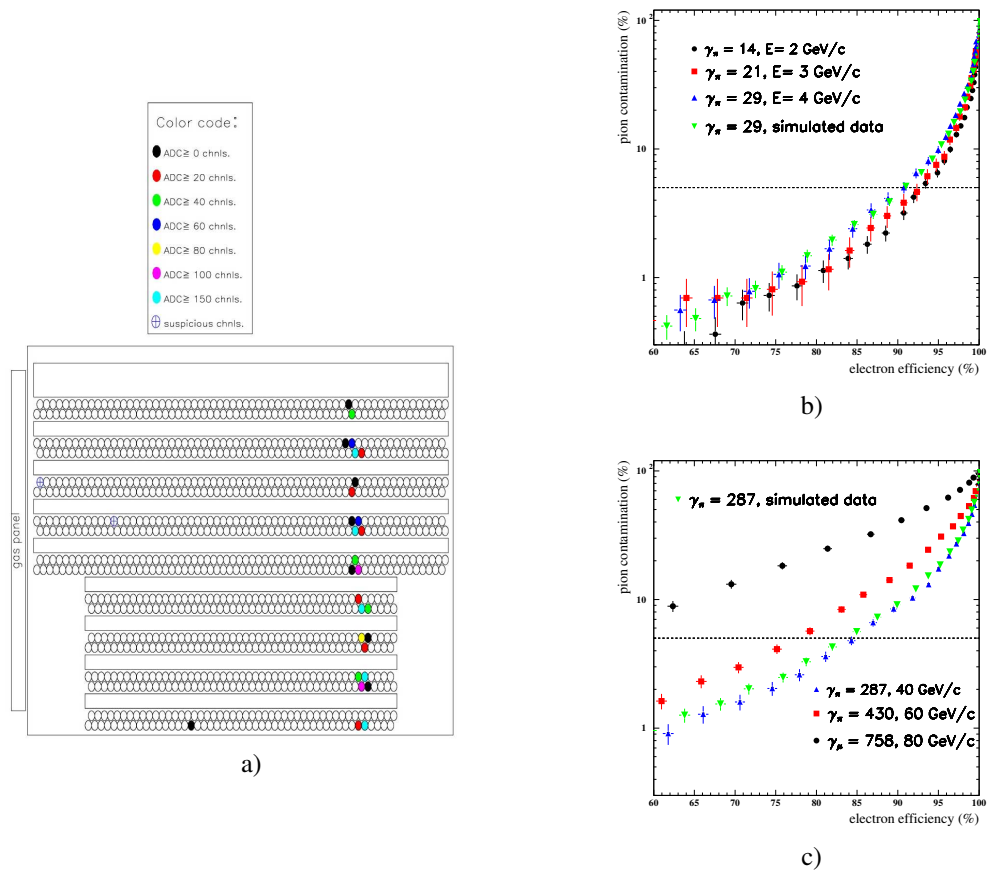 Color code:
ADC≥ 0 chnls.
ADC≥ 20 chnls.
ADC≥ 40 chnls.
ADC≥ 60 chnls.
ADC≥ 80 chnls.
ADC≥ 100 chnls.
ADC≥ 150 chnls.
suspicious chnls.
gas panel
a)
pion contamination (%)
10²
10
1
γπ = 14, E= 2 GeV/c
γπ = 21, E= 3 GeV/c
γπ = 29, E= 4 GeV/c
γπ = 29, simulated data
60 65 70 75 80 85 90 95 100
electron efficiency (%)
b)
pion contamination (%)
10²
10
1
γπ = 287, simulated data
γπ = 287, 40 GeV/c
γπ = 430, 60 GeV/c
γμ = 758, 80 GeV/c
60 65 70 75 80 85 90 95 100
electron efficiency (%)
c)